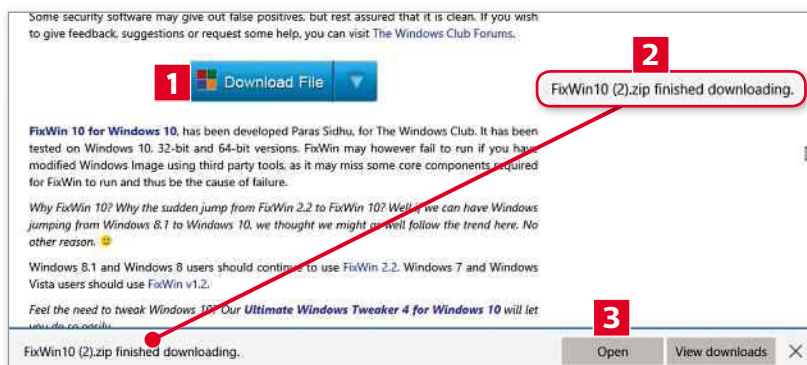 Some security software may give out false positives, but rest assured that it is clean. If you wish
to give feedback, suggestions or request some help, you can visit The Windows Club Forums.
1
Download File
2
FixWin10 (2).zip finished downloading.
FixWin 10 for Windows 10, has been developed Paras Sidhu, for The Windows Club. It has been
tested on Windows 10, 32-bit and 64-bit versions. FixWin may however fail to run if you have
modified Windows Image using third party tools, as it may miss some core components required
for FixWin to run and thus be the cause of failure.
Why FixWin 10? Why the sudden jump from FixWin 2.2 to FixWin 10? Well if we can have Windows
jumping from Windows 8.1 to Windows 10, we thought we might as well follow the trend here. No
other reason.
Windows 8.1 and Windows 8 users should continue to use FixWin 2.2. Windows 7 and Windows
Vista users should use FixWin v1.2.
Feel the need to tweak Windows 10? Our Ultimate Windows Tweaker 4 for Windows 10 will let
you do so easily.
3
FixWin10 (2).zip finished downloading.
Open
View downloads